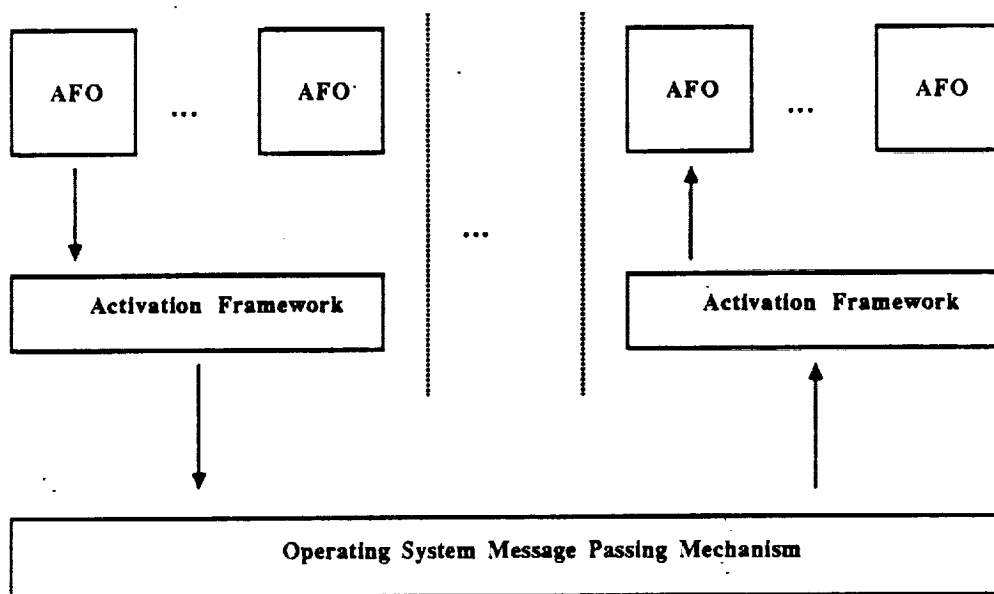 AFO ... AFO ... AFO ... AFO
Activation Framework Activation Framework
Operating System Message Passing Mechanism